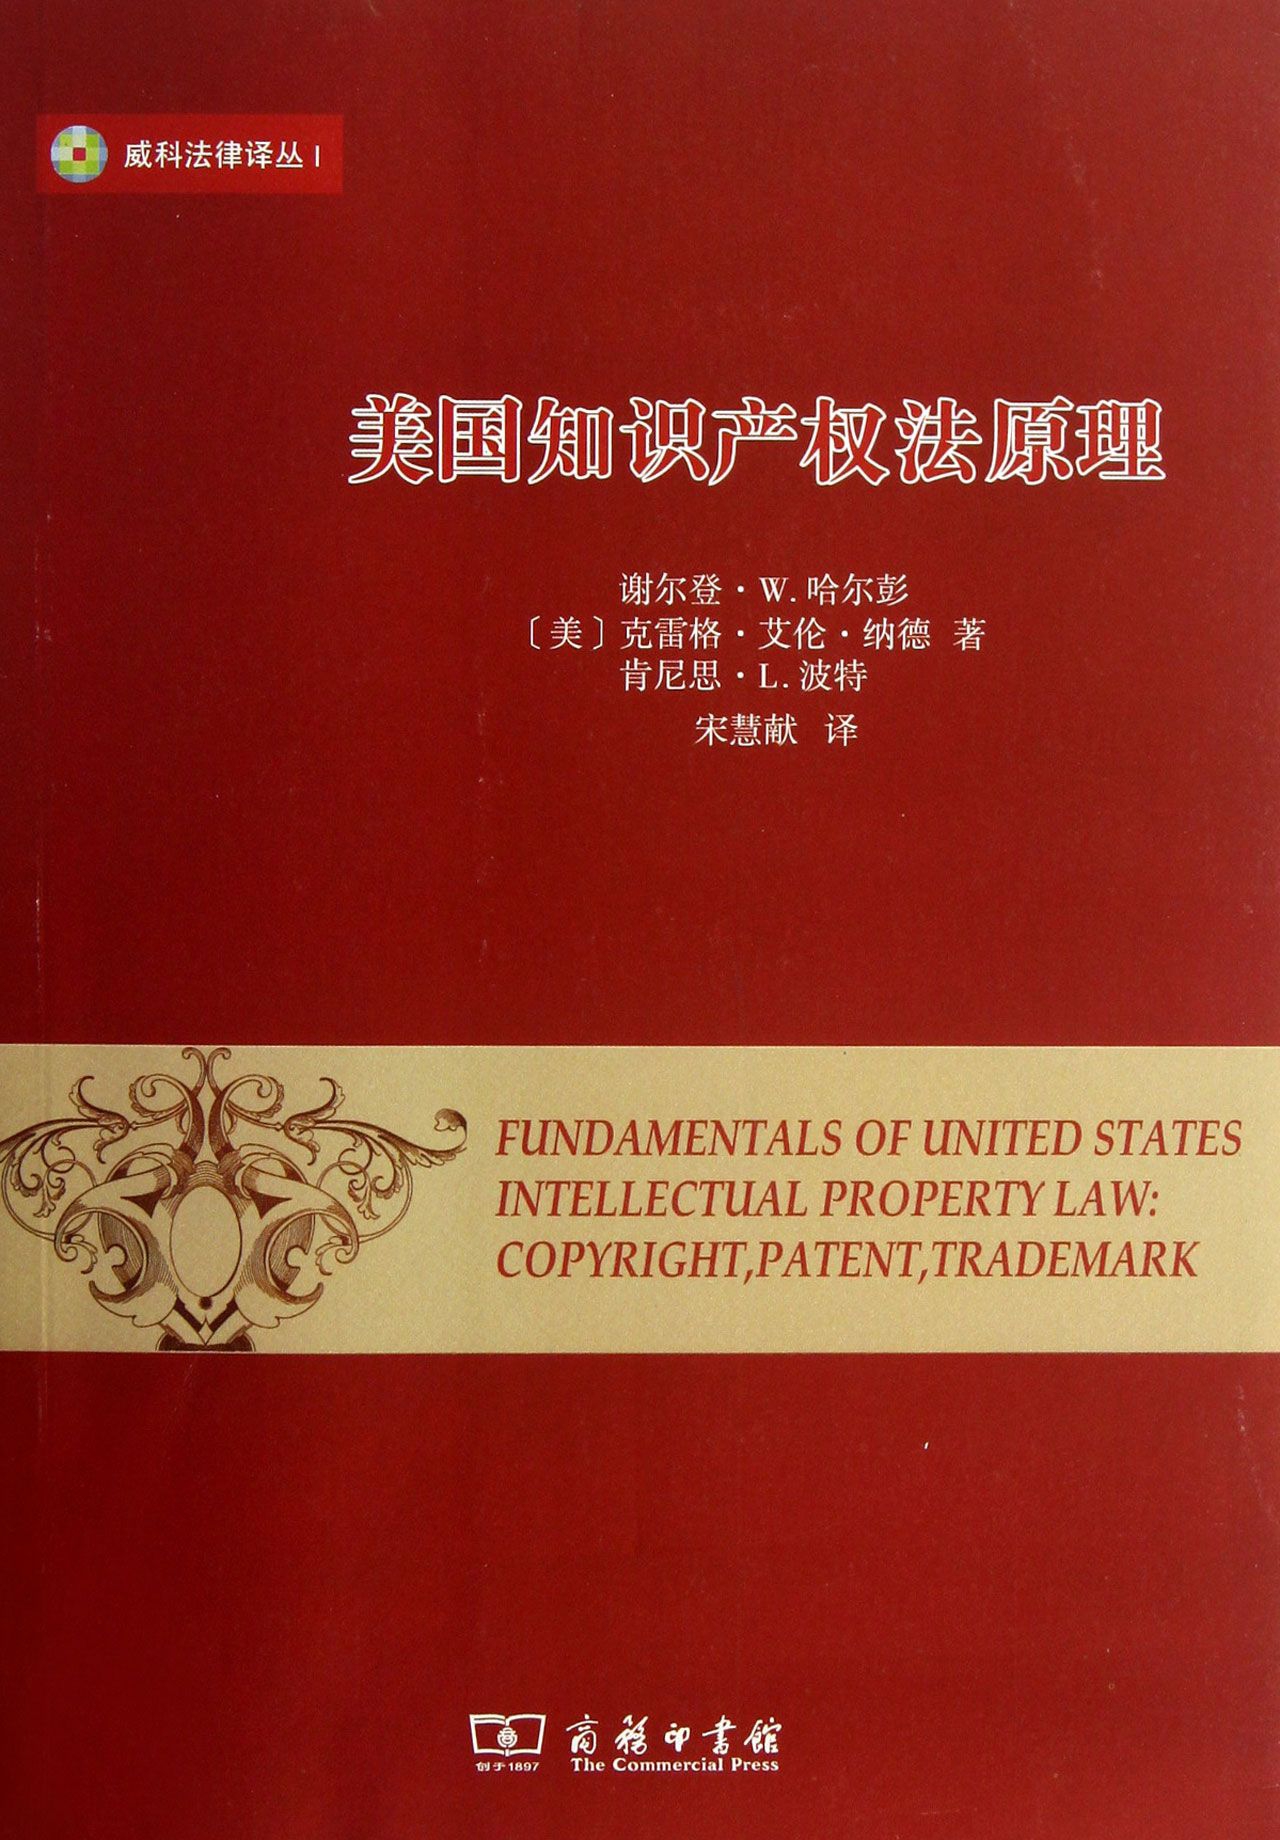 威科法律译丛 I
美国知识产权法原理
谢尔登·W. 哈尔彭
〔美〕克雷格·艾伦·纳德 著
肯尼思·L. 波特
宋慧献 译
FUNDAMENTALS OF UNITED STATES
INTELLECTUAL PROPERTY LAW:
COPYRIGHT,PATENT,TRADEMARK
商務印書館
创于1897 The Commercial Press